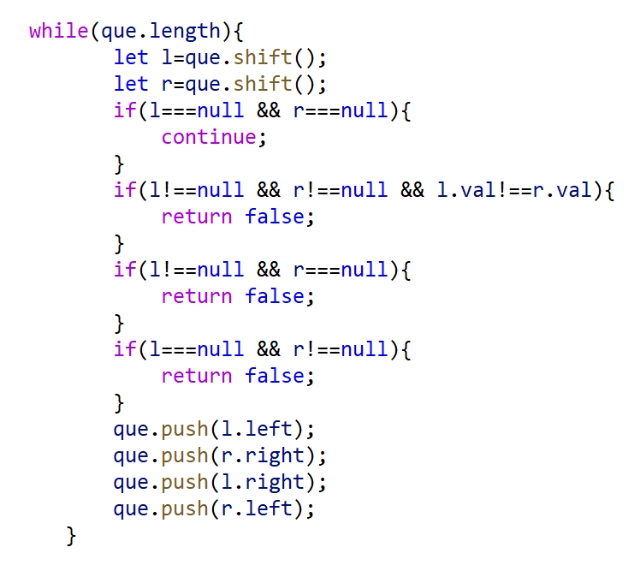 while(que.length){
        let l=que.shift();
        let r=que.shift();
        if(l===null && r===null){
            continue;
        }
        if(l!==null && r!==null && l.val!==r.val){
            return false;
        }
        if(l!==null && r===null){
            return false;
        }
        if(l===null && r!==null){
            return false;
        }
        que.push(l.left);
        que.push(r.right);
        que.push(l.right);
        que.push(r.left);
    }